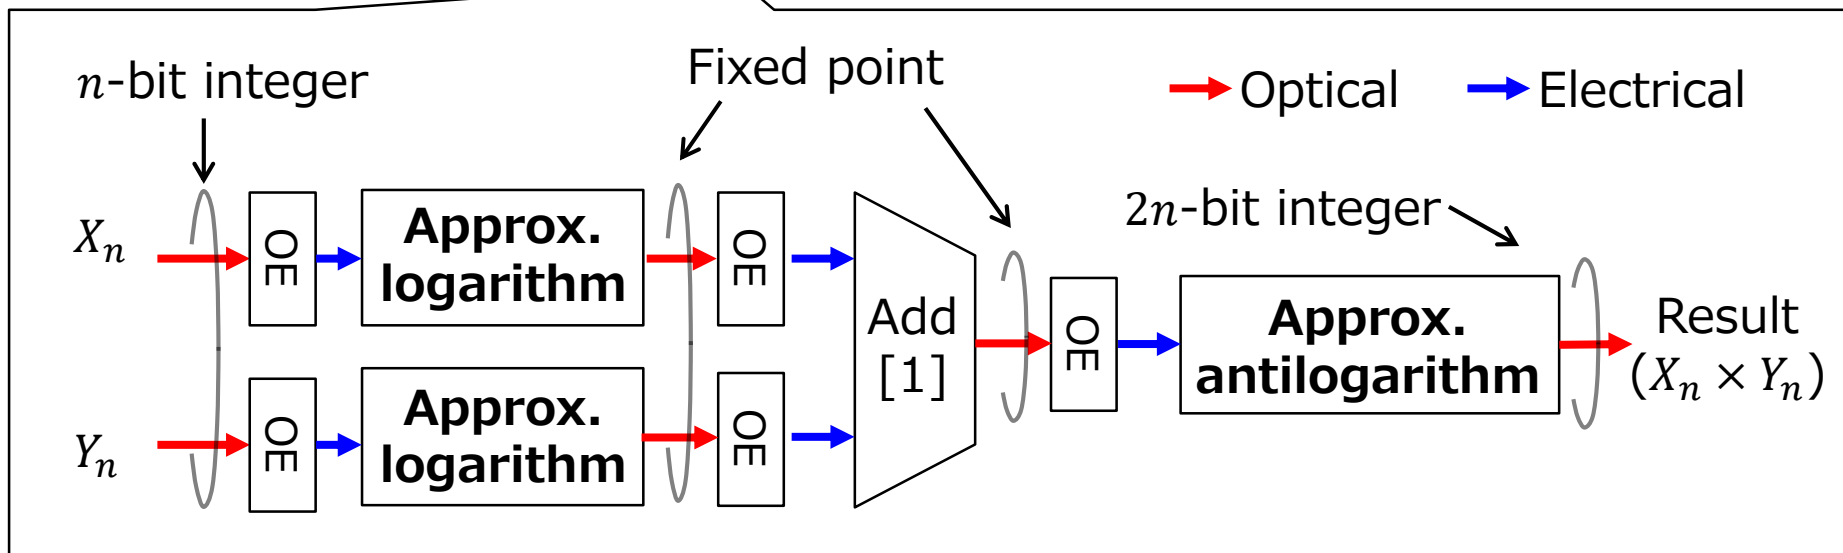 n-bit integer
Fixed point
Optical
Electrical
2n-bit integer
Xₙ
OE
Approx.
logarithm
OE
Yₙ
OE
Approx.
logarithm
OE
Add
[1]
OE
Approx.
antilogarithm
Result
(Xₙ × Yₙ)